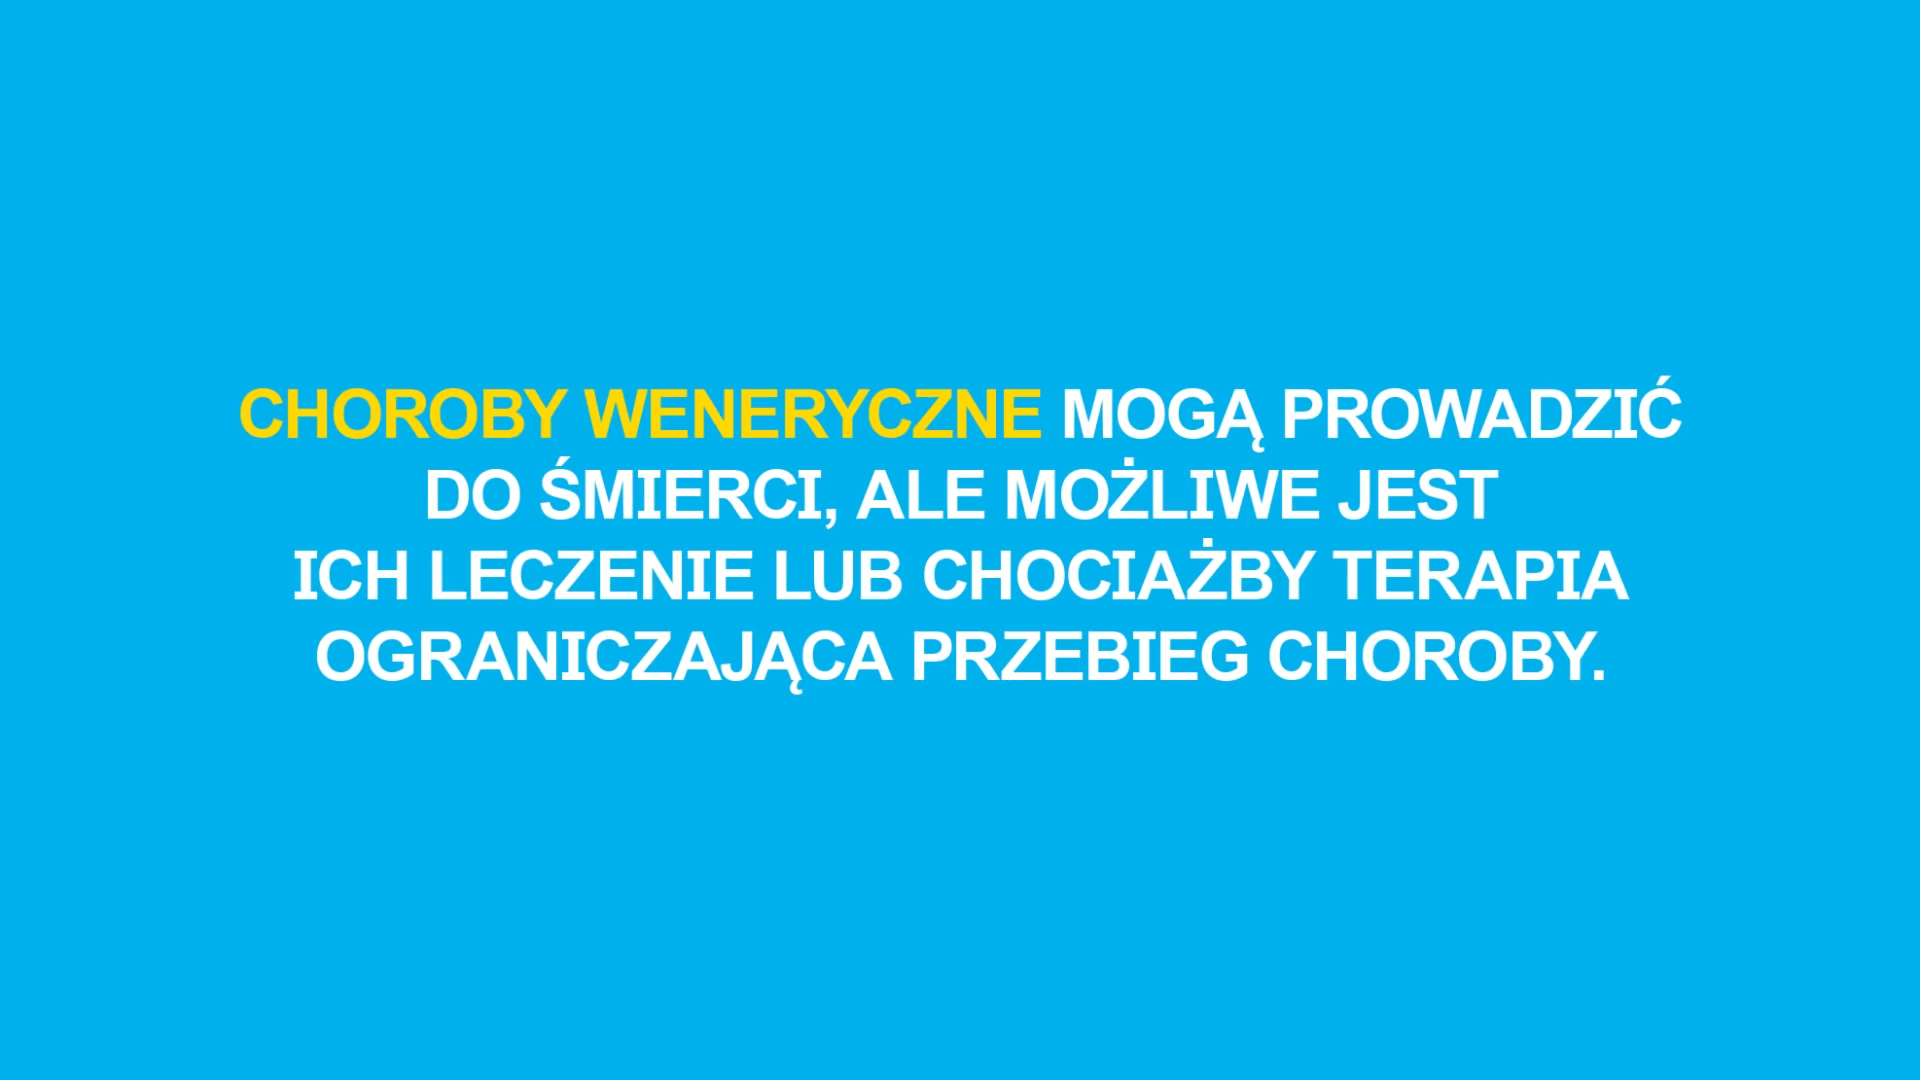 CHOROBY WENERYCZNE MOGĄ PROWADZIĆ
DO ŚMIERCI, ALE MOŻLIWE JEST
ICH LECZENIE LUB CHOCIAŻBY TERAPIA
OGRANICZAJĄCA PRZEBIEG CHOROBY.